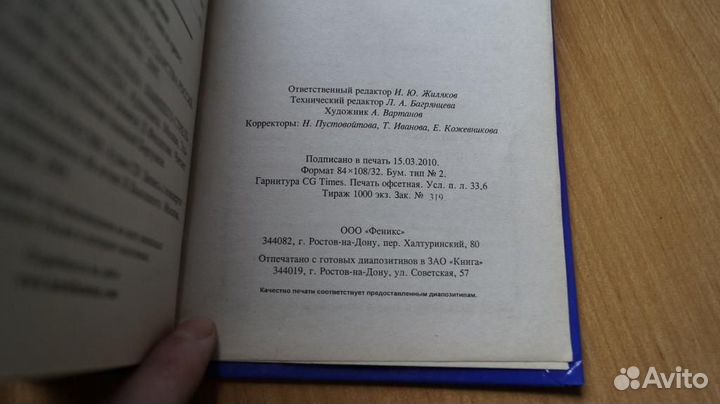 Ответственный редактор И. Ю. Жиляков
Технический редактор Л. А. Багрянцева
Художник А. Вартанов
Корректоры: Н. Пустовойтова, Т. Иванова, Е. Кожевникова
Подписано в печать 15.03.2010.
Формат 84×108/32. Бум. тип № 2.
Гарнитура CG Times. Печать офсетная. Усл. п. л. 33,6
Тираж 1000 экз. Зак. № 319
ООО «Феникс»
344082, г. Ростов-на-Дону, пер. Халтуринский, 80
Отпечатано с готовых диапозитивов в ЗАО «Книга»
344019, г. Ростов-на-Дону, ул. Советская, 57
Качество печати соответствует предоставленным диапозитивам.
Avito